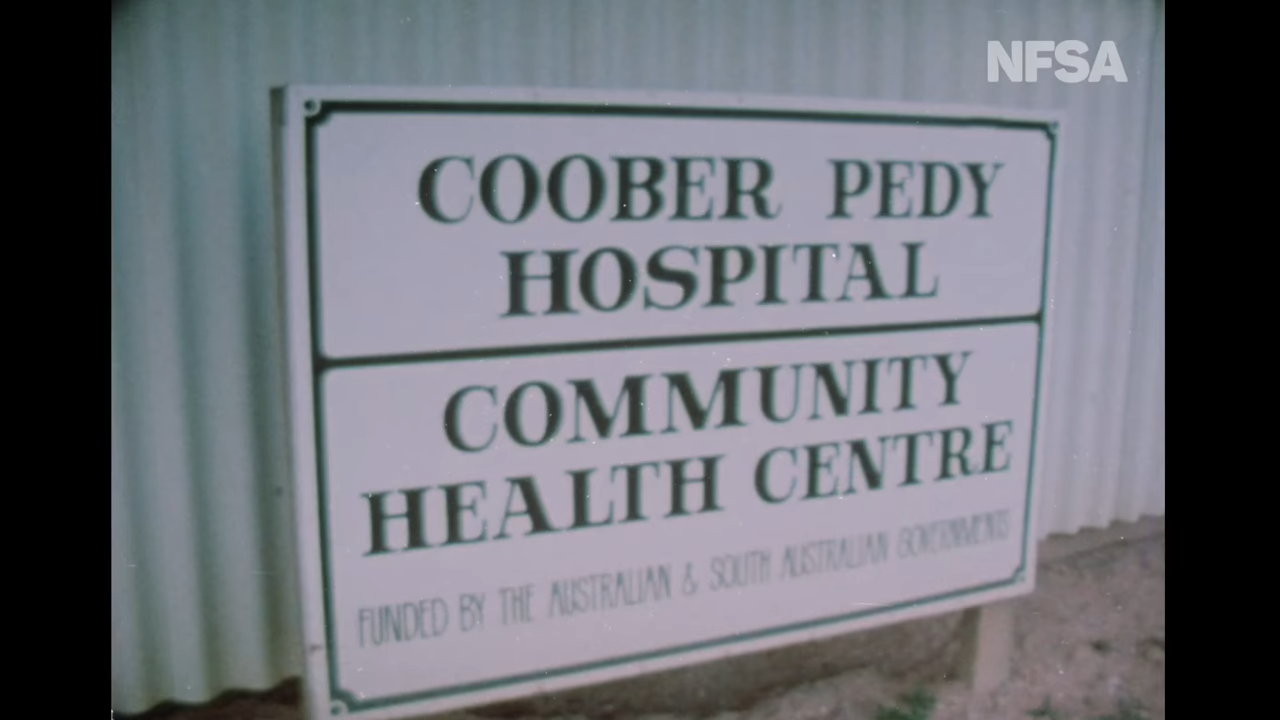 NFSA
COOBER PEDY
HOSPITAL
COMMUNITY
HEALTH CENTRE
FUNDED BY THE AUSTRALIAN & SOUTH AUSTRALIAN GOVERNMENTS